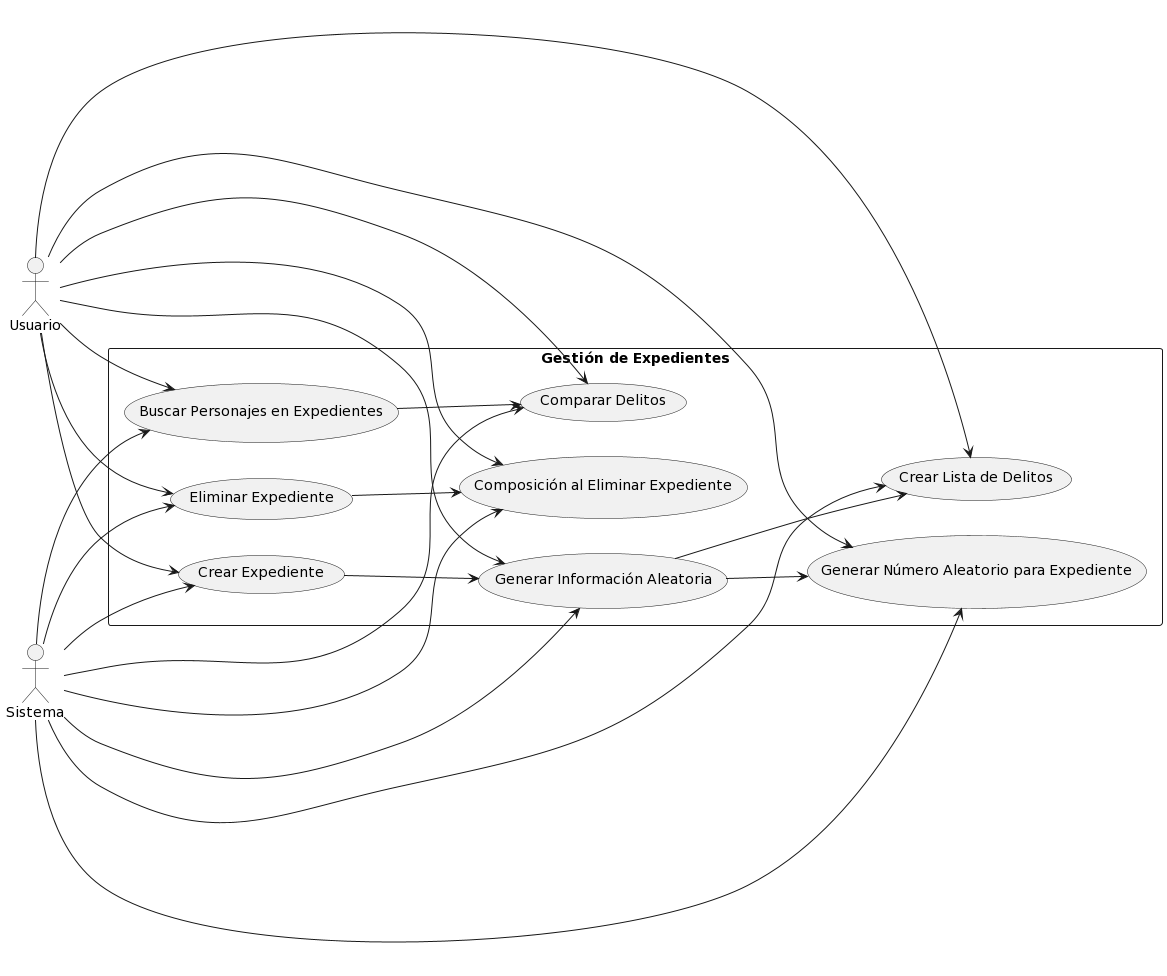 Usuario
Gestión de Expedientes
Buscar Personajes en Expedientes
Comparar Delitos
Eliminar Expediente
Composición al Eliminar Expediente
Crear Lista de Delitos
Crear Expediente
Generar Información Aleatoria
Generar Número Aleatorio para Expediente
Sistema